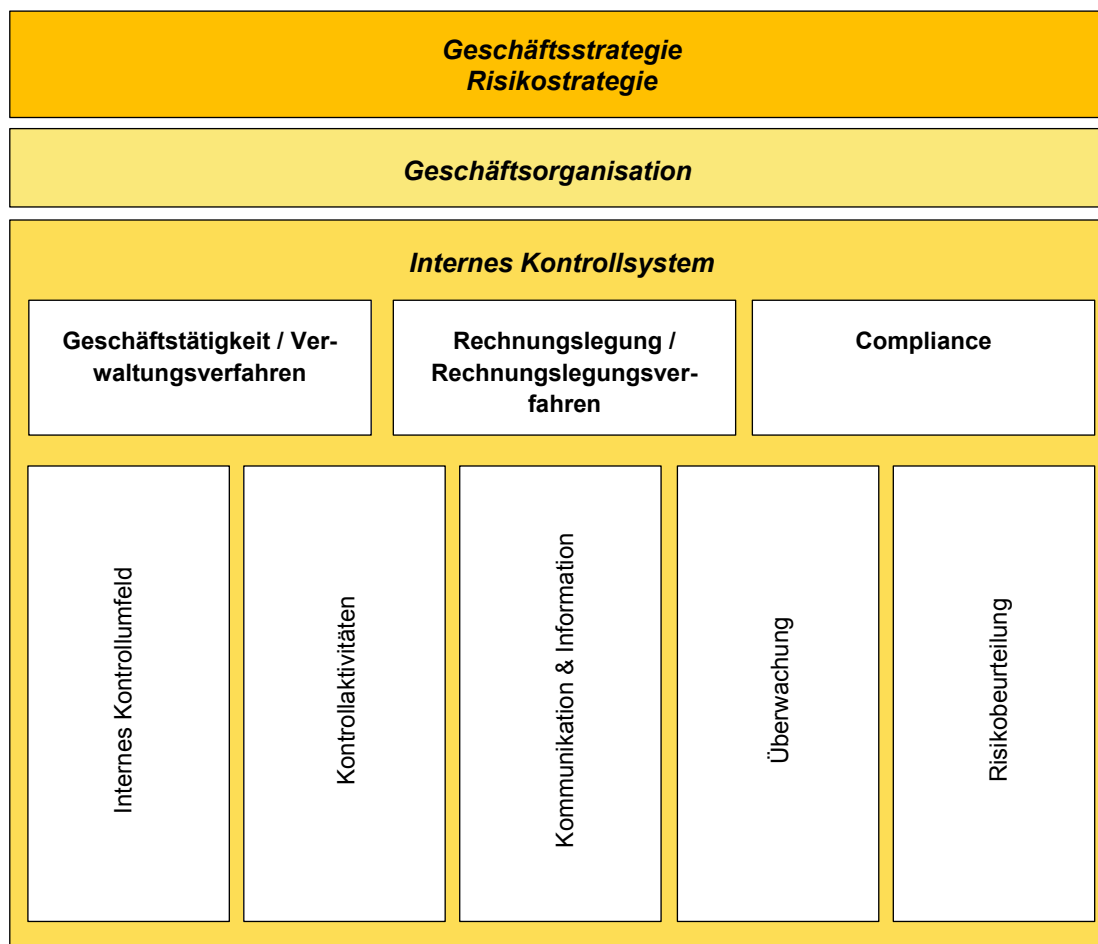 Geschäftsstrategie
Risikostrategie
Geschäftsorganisation
Internes Kontrollsystem
Geschäftstätigkeit / Ver-
waltungsverfahren
Rechnungslegung /
Rechnungslegungsver-
fahren
Compliance
Internes Kontrollumfeld
Kontrollaktivitäten
Kommunikation & Information
Überwachung
Risikobeurteilung